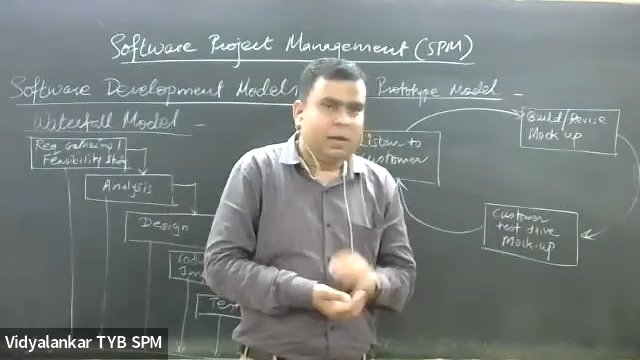 Software Project Management (SPM)
Software Development Models
Prototype Model
Waterfall Model
Req gathering/
Feasibility
Analysis
Design
Listen to
customer
Build/Revise
Mock up
Customer
test drive
Mock-up
Vidyalankar TYB SPM